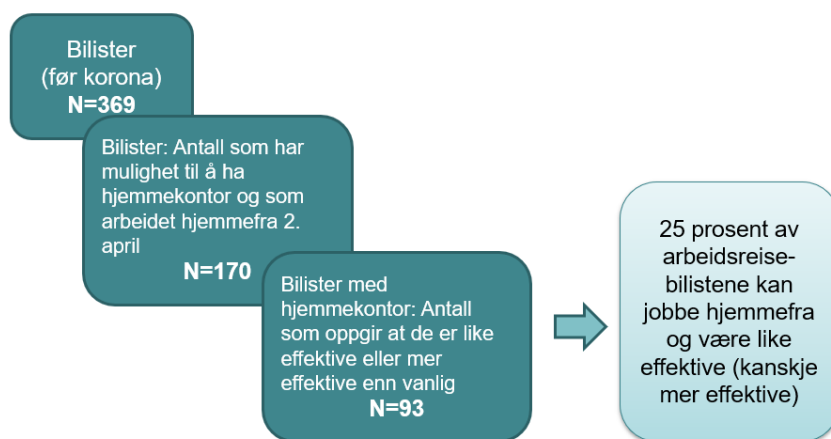 Bilister
(før korona)
N=369
Bilister: Antall som har
mulighet til å ha
hjemmekontor og som
arbeidet hjemmefra 2.
april
N=170
Bilister med
hjemmekontor: Antall
som oppgir at de er like
effektive eller mer
effektive enn vanlig
N=93
25 prosent av
arbeidsreise-
bilistene kan
jobbe hjemmefra
og være like
effektive (kanskje
mer effektive)